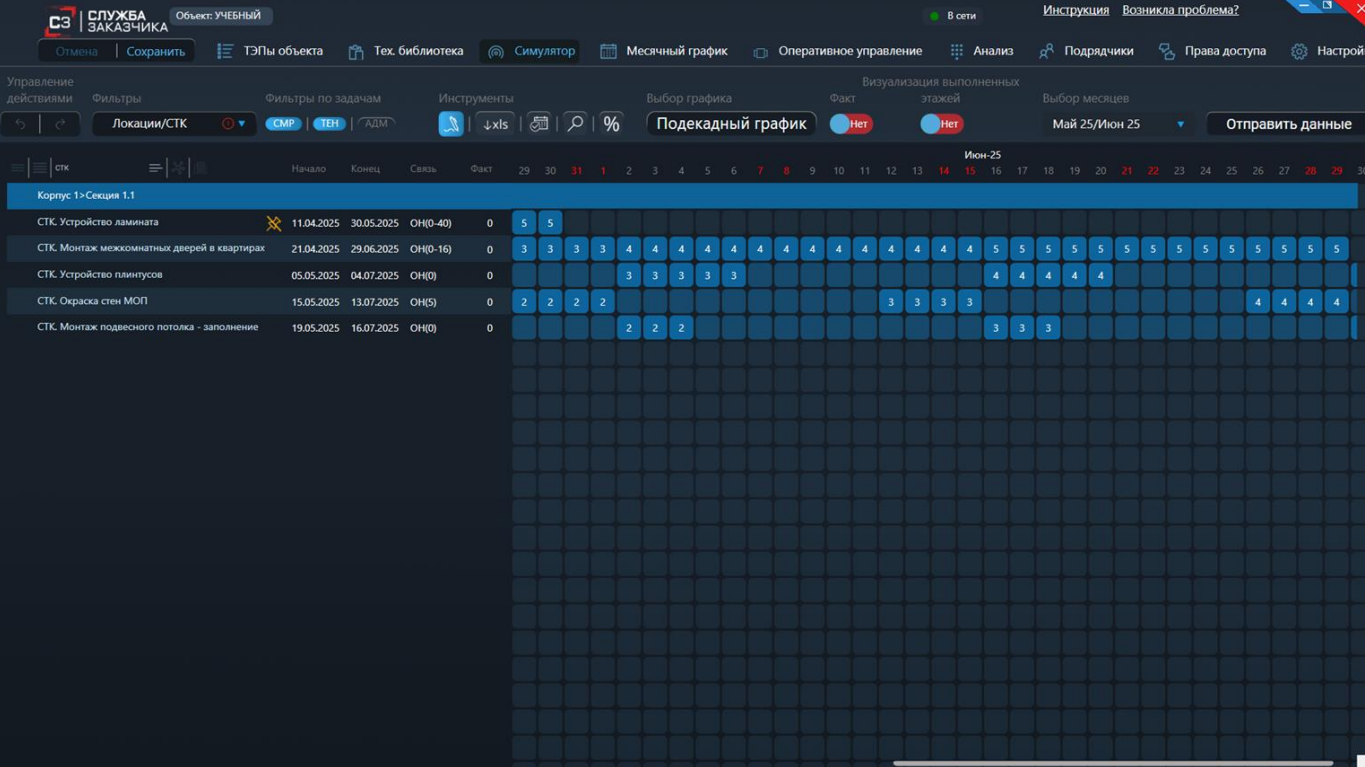 СЗ СЛУЖБА ЗАКАЗЧИКА Объект: УЧЕБНЫЙ В сети Инструкция Возникла проблема?
Отмена Сохранить ТЭПы объекта Тех. библиотека Симулятор Месячный график Оперативное управление Анализ Подрядчики Права доступа Настрой
Управление действиями Фильтры Фильтры по задачам Инструменты Выбор графика Визуализация выполненных Факт этажей Выбор месяцев
Локации/СТК СМР ТЕН АДМ xls % Подекадный график Нет Нет Май 25/Июн 25 Отправить данные
Июн-25
СТК Начало Конец Связь Факт 29 30 31 1 2 3 4 5 6 7 8 9 10 11 12 13 14 15 16 17 18 19 20 21 22 23 24 25 26 27 28 29 30
Корпус 1>Секция 1.1
СТК. Устройство ламината 11.04.2025 30.05.2025 ОН(0-40) 0 5 5
СТК. Монтаж межкомнатных дверей в квартирах 21.04.2025 29.06.2025 ОН(0-16) 0 3 3 3 3 4 4 4 4 4 4 4 4 4 4 4 4 4 4 5 5 5 5 5 5 5 5 5 5 5 5 5 5
СТК. Устройство плинтусов 05.05.2025 04.07.2025 ОН(0) 0 3 3 3 3 3 4 4 4 4 4
СТК. Окраска стен МОП 15.05.2025 13.07.2025 ОН(5) 0 2 2 2 2 3 3 3 3 4 4 4 4
СТК. Монтаж подвесного потолка - заполнение 19.05.2025 16.07.2025 ОН(0) 0 2 2 2 3 3 3